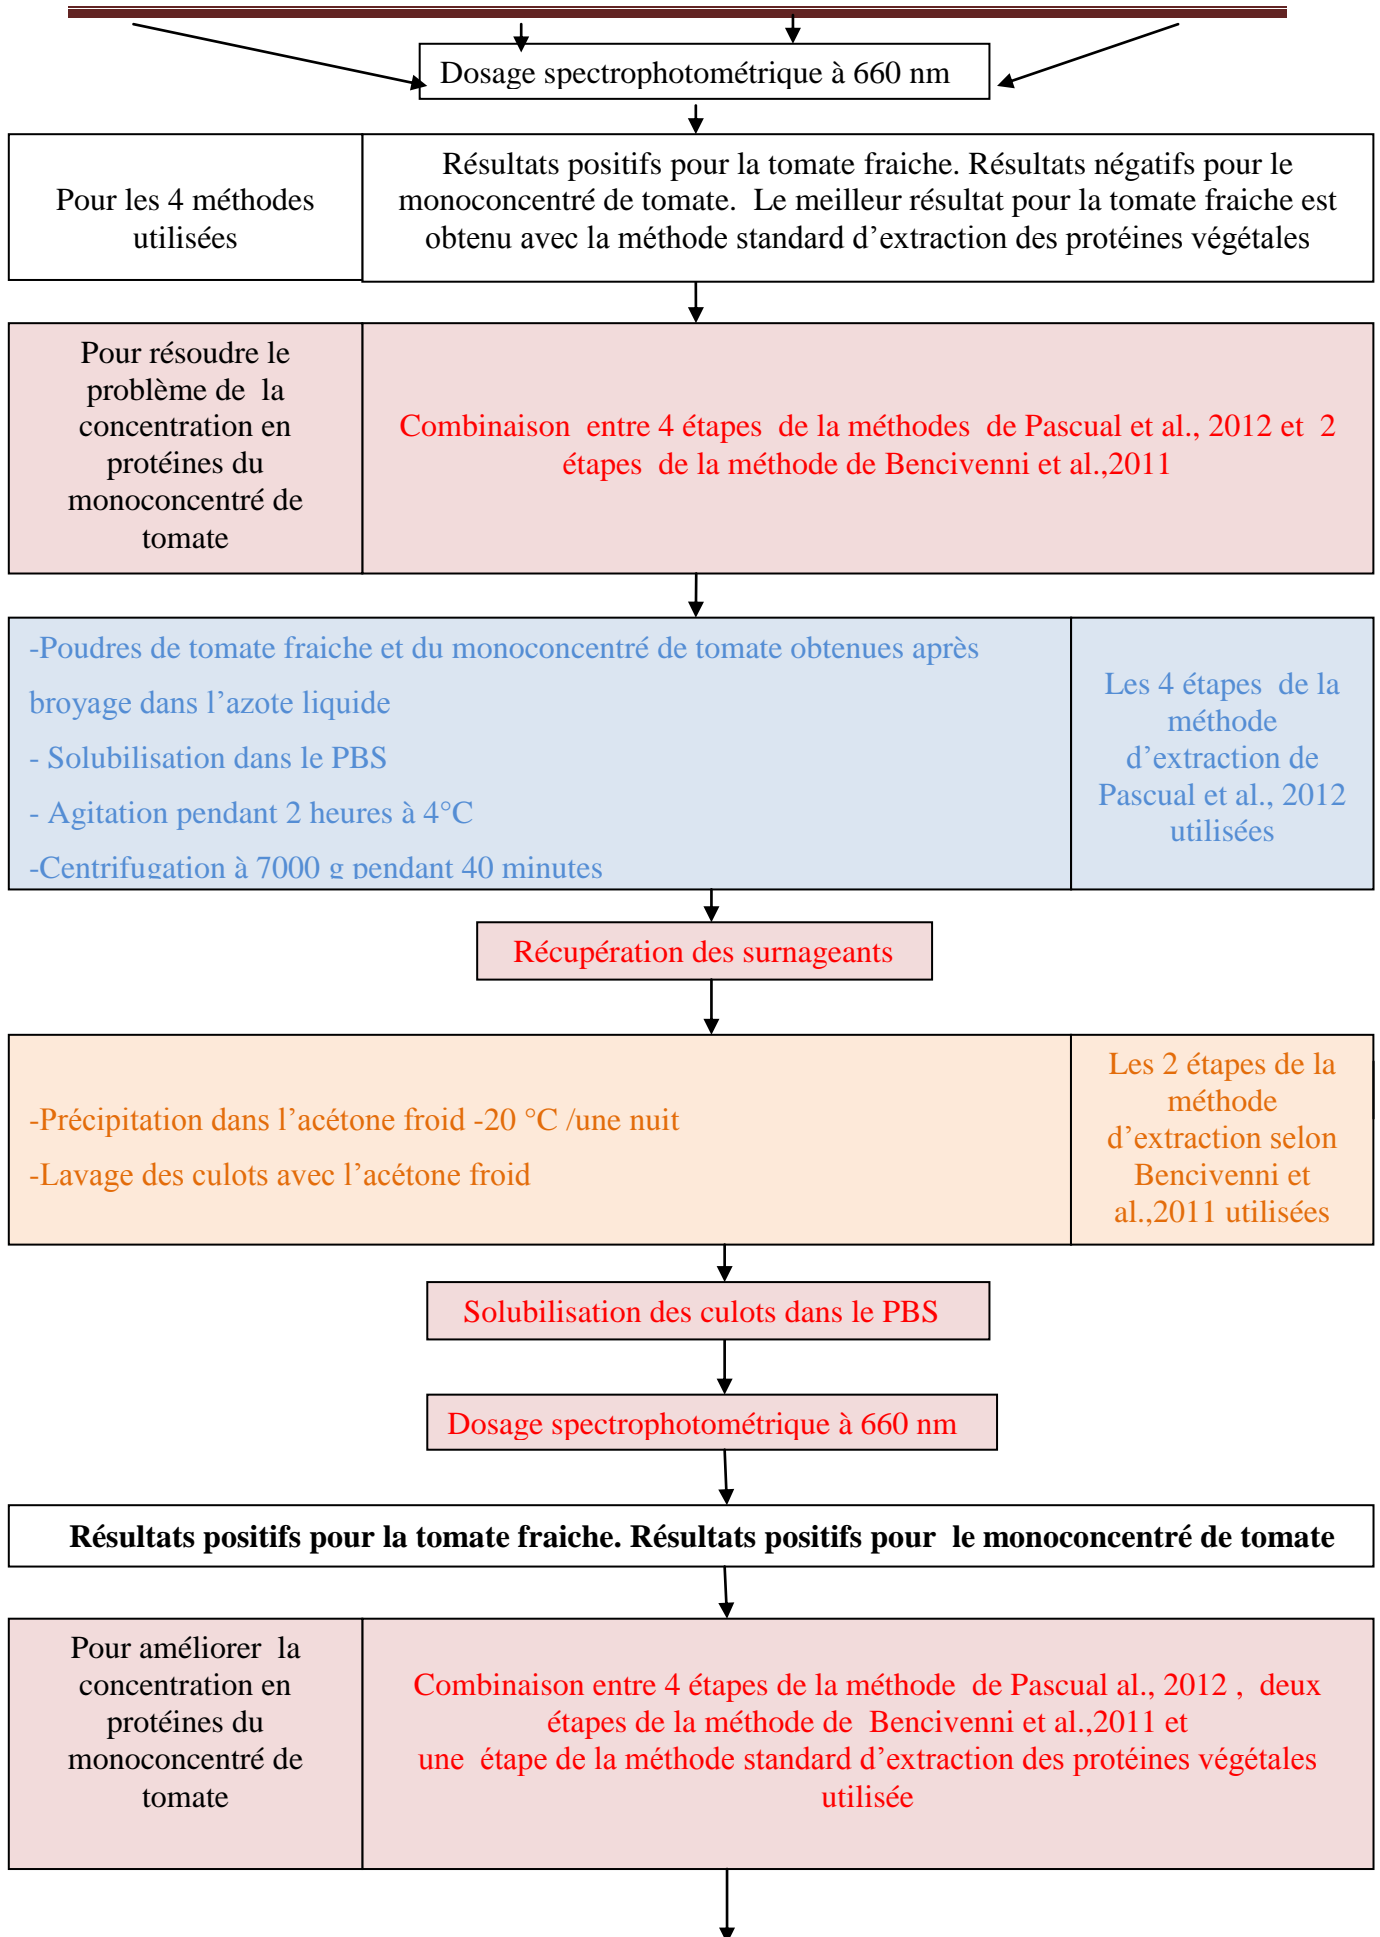 Dosage spectrophotométrique à 660 nm
Pour les 4 méthodes
utilisées
Résultats positifs pour la tomate fraiche. Résultats négatifs pour le
monoconcentré de tomate.  Le meilleur résultat pour la tomate fraiche est
obtenu avec la méthode standard d’extraction des protéines végétales
Pour résoudre le
problème de  la
concentration en
protéines du
monoconcentré de
tomate
Combinaison  entre 4 étapes  de la méthodes  de Pascual et al., 2012 et  2
étapes  de la méthode de Bencivenni et al.,2011
-Poudres de tomate fraiche et du monoconcentré de tomate obtenues après
broyage dans l’azote liquide
- Solubilisation dans le PBS
- Agitation pendant 2 heures à 4°C
-Centrifugation à 7000 g pendant 40 minutes
Les 4 étapes  de la
méthode
d’extraction de
Pascual et al., 2012
utilisées
Récupération des surnageants
-Précipitation dans l’acétone froid -20 °C /une nuit
-Lavage des culots avec l’acétone froid
Les 2 étapes de la
méthode
d’extraction selon
Bencivenni et
al.,2011 utilisées
Solubilisation des culots dans le PBS
Dosage spectrophotométrique à 660 nm
Résultats positifs pour la tomate fraiche. Résultats positifs pour  le monoconcentré de tomate
Pour améliorer  la
concentration en
protéines du
monoconcentré de
tomate
Combinaison entre 4 étapes de la méthode  de Pascual al., 2012 ,  deux
étapes de la méthode de  Bencivenni et al.,2011 et
une  étape de la méthode standard d’extraction des protéines végétales
utilisée